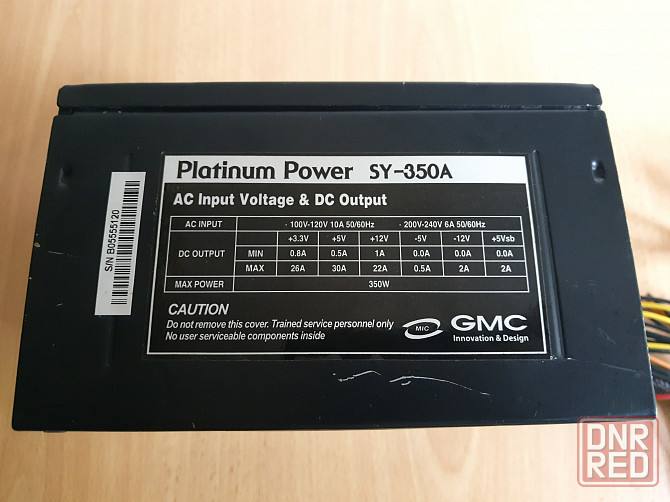 Platinum Power SY-350A
AC Input Voltage & DC Output
AC INPUT - 100V-120V 10A 50/60Hz - 200V-240V 6A 50/60Hz
DC OUTPUT +3.3V +5V +12V -5V -12V +5Vsb
MIN 0.8A 0.5A 1A 0.0A 0.0A 0.0A
MAX 26A 30A 22A 0.5A 2A 2A
MAX POWER 350W
CAUTION
Do not remove this cover. Trained service personnel only
No user serviceable components inside
MIC
GMC
Innovation & Design
S/N B05555120
DNR
RED